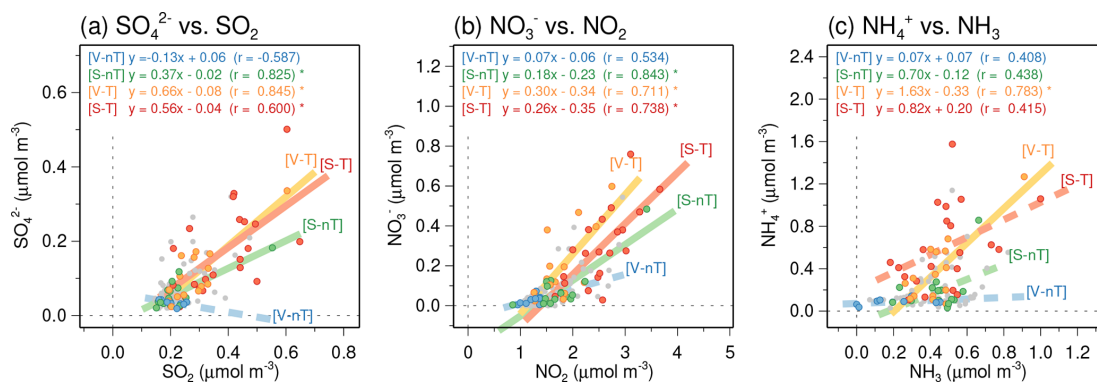 (a) SO₄²⁻ vs. SO₂
[V-nT] y =-0.13x + 0.06 (r = -0.587)
[S-nT] y = 0.37x - 0.02 (r = 0.825) *
[V-T] y = 0.66x - 0.08 (r = 0.845) *
[S-T] y = 0.56x - 0.04 (r = 0.600) *
[V-T]
[S-T]
[S-nT]
[V-nT]
0.6
0.4
0.2
0.0
SO₄²⁻ (μmol m⁻³)
0.0 0.2 0.4 0.6 0.8
SO₂ (μmol m⁻³)
(b) NO₃⁻ vs. NO₂
[V-nT] y = 0.07x - 0.06 (r = 0.534)
[S-nT] y = 0.18x - 0.23 (r = 0.843) *
[V-T] y = 0.30x - 0.34 (r = 0.711) *
[S-T] y = 0.26x - 0.35 (r = 0.738) *
[V-T]
[S-T]
[S-nT]
[V-nT]
1.2
1.0
0.8
0.6
0.4
0.2
0.0
NO₃⁻ (μmol m⁻³)
0 1 2 3 4 5
NO₂ (μmol m⁻³)
(c) NH₄⁺ vs. NH₃
[V-nT] y = 0.07x + 0.07 (r = 0.408)
[S-nT] y = 0.70x - 0.12 (r = 0.438)
[V-T] y = 1.63x - 0.33 (r = 0.783) *
[S-T] y = 0.82x + 0.20 (r = 0.415)
[V-T]
[S-T]
[S-nT]
[V-nT]
2.4
2.0
1.6
1.2
0.8
0.4
0.0
NH₄⁺ (μmol m⁻³)
0.0 0.2 0.4 0.6 0.8 1.0 1.2
NH₃ (μmol m⁻³)